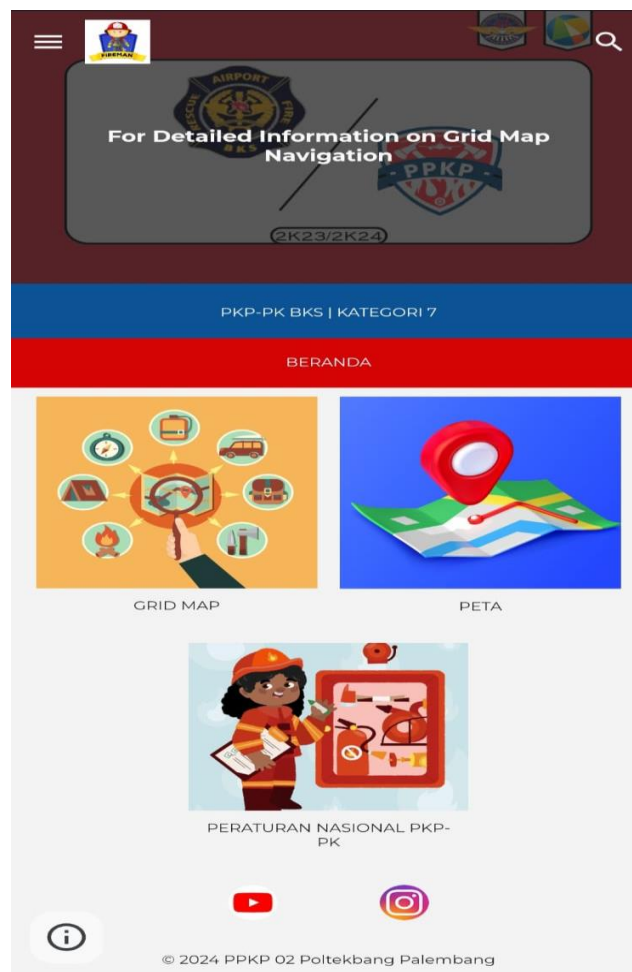 FIREMAN
AIRPORT
FIRE
RESCUE
BKS
For Detailed Information on Grid Map
Navigation
PPKP
2K23/2K24
PKP-PK BKS | KATEGORI 7
BERANDA
GRID MAP
PETA
PERATURAN NASIONAL PKP-
PK
© 2024 PPKP 02 Poltekbang Palembang